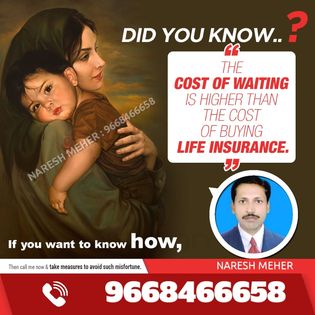 DID YOU KNOW..?
THE
COST OF WAITING
IS HIGHER THAN
THE COST
OF BUYING
LIFE INSURANCE.
NARESH MEHER : 9668466658
If you want to know how,
Then call me now & take measures to avoid such misfortune.
NARESH MEHER
9668466658